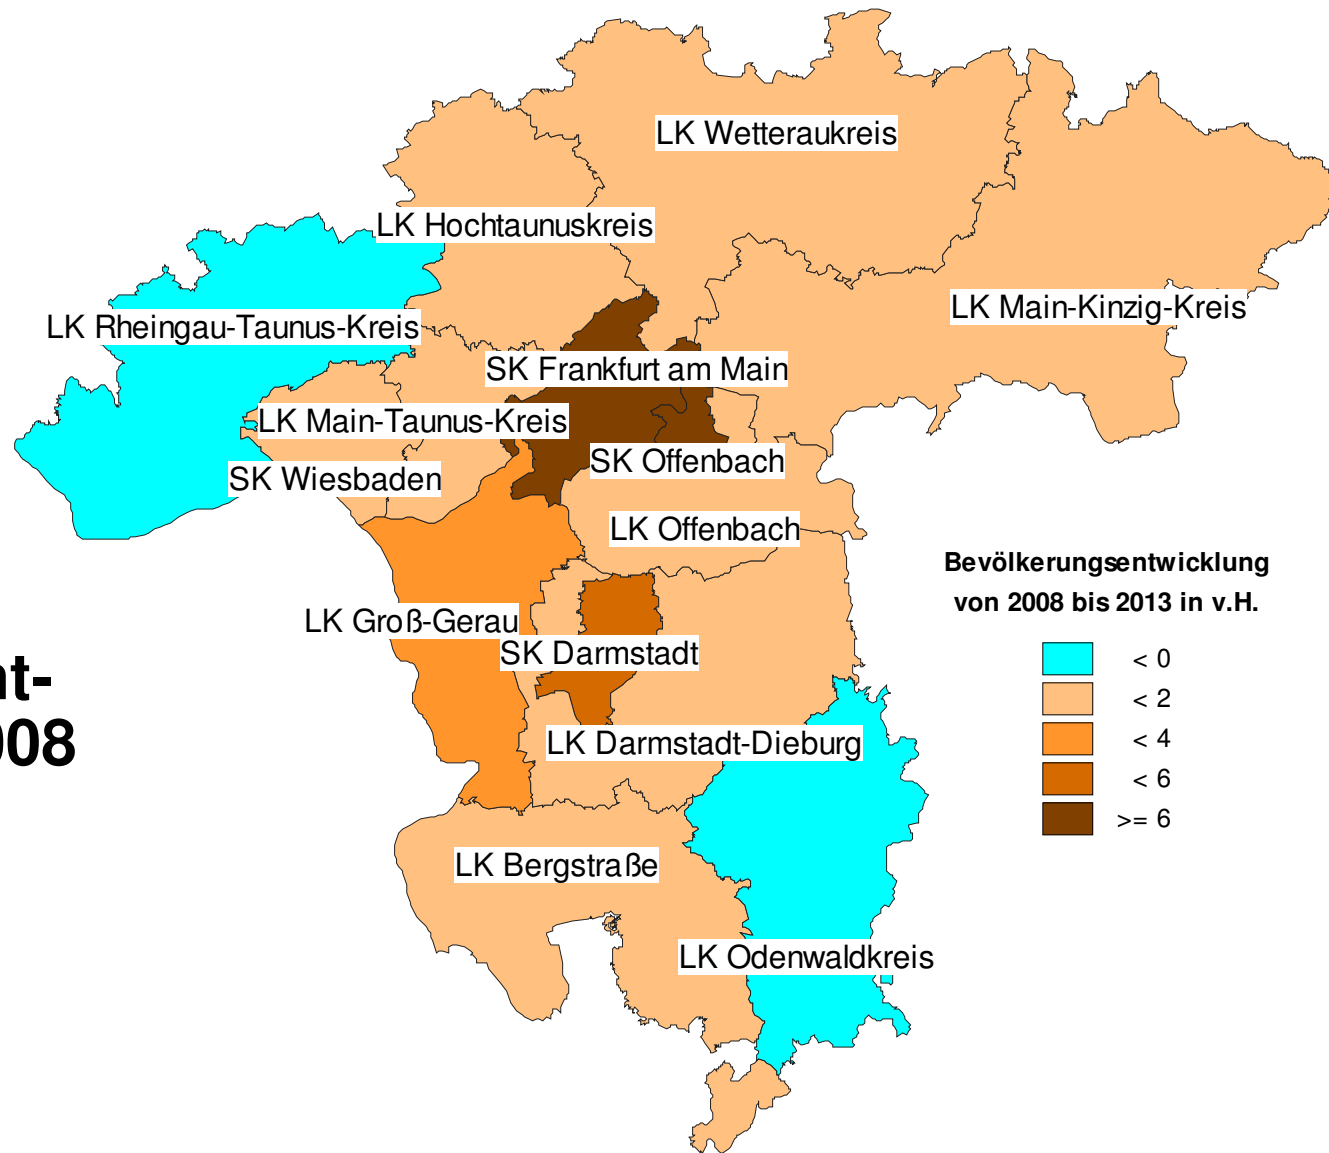 LK Wetteraukreis
LK Hochtaunuskreis
LK Main-Kinzig-Kreis
LK Rheingau-Taunus-Kreis
SK Frankfurt am Main
LK Main-Taunus-Kreis
SK Offenbach
SK Wiesbaden
LK Offenbach
LK Groß-Gerau
SK Darmstadt
LK Darmstadt-Dieburg
LK Bergstraße
LK Odenwaldkreis
Bevölkerungsentwicklung
von 2008 bis 2013 in v.H.
< 0
< 2
< 4
< 6
>= 6